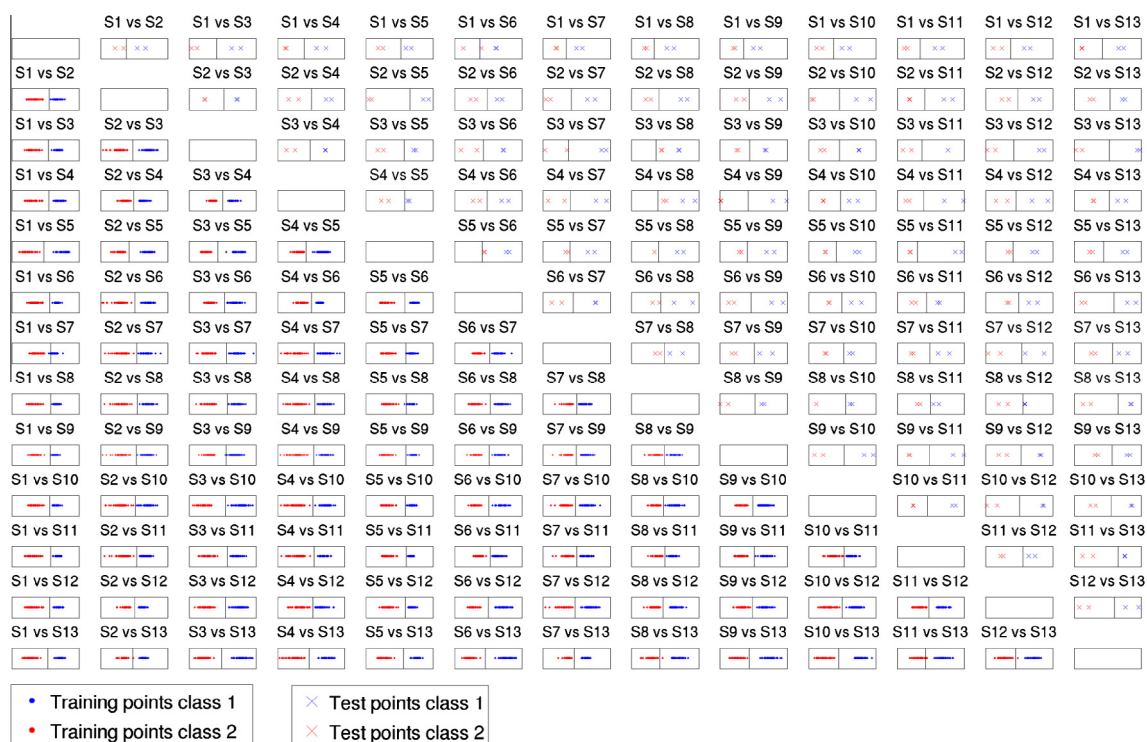 S1 vs S2 S1 vs S3 S1 vs S4 S1 vs S5 S1 vs S6 S1 vs S7 S1 vs S8 S1 vs S9 S1 vs S10 S1 vs S11 S1 vs S12 S1 vs S13
S1 vs S2 S2 vs S3 S2 vs S4 S2 vs S5 S2 vs S6 S2 vs S7 S2 vs S8 S2 vs S9 S2 vs S10 S2 vs S11 S2 vs S12 S2 vs S13
S1 vs S3 S2 vs S3 S3 vs S4 S3 vs S5 S3 vs S6 S3 vs S7 S3 vs S8 S3 vs S9 S3 vs S10 S3 vs S11 S3 vs S12 S3 vs S13
S1 vs S4 S2 vs S4 S3 vs S4 S4 vs S5 S4 vs S6 S4 vs S7 S4 vs S8 S4 vs S9 S4 vs S10 S4 vs S11 S4 vs S12 S4 vs S13
S1 vs S5 S2 vs S5 S3 vs S5 S4 vs S5 S5 vs S6 S5 vs S7 S5 vs S8 S5 vs S9 S5 vs S10 S5 vs S11 S5 vs S12 S5 vs S13
S1 vs S6 S2 vs S6 S3 vs S6 S4 vs S6 S5 vs S6 S6 vs S7 S6 vs S8 S6 vs S9 S6 vs S10 S6 vs S11 S6 vs S12 S6 vs S13
S1 vs S7 S2 vs S7 S3 vs S7 S4 vs S7 S5 vs S7 S6 vs S7 S7 vs S8 S7 vs S9 S7 vs S10 S7 vs S11 S7 vs S12 S7 vs S13
S1 vs S8 S2 vs S8 S3 vs S8 S4 vs S8 S5 vs S8 S6 vs S8 S7 vs S8 S8 vs S9 S8 vs S10 S8 vs S11 S8 vs S12 S8 vs S13
S1 vs S9 S2 vs S9 S3 vs S9 S4 vs S9 S5 vs S9 S6 vs S9 S7 vs S9 S8 vs S9 S9 vs S10 S9 vs S11 S9 vs S12 S9 vs S13
S1 vs S10 S2 vs S10 S3 vs S10 S4 vs S10 S5 vs S10 S6 vs S10 S7 vs S10 S8 vs S10 S9 vs S10 S10 vs S11 S10 vs S12 S10 vs S13
S1 vs S11 S2 vs S11 S3 vs S11 S4 vs S11 S5 vs S11 S6 vs S11 S7 vs S11 S8 vs S11 S9 vs S11 S10 vs S11 S11 vs S12 S11 vs S13
S1 vs S12 S2 vs S12 S3 vs S12 S4 vs S12 S5 vs S12 S6 vs S12 S7 vs S12 S8 vs S12 S9 vs S12 S10 vs S12 S11 vs S12 S12 vs S13
S1 vs S13 S2 vs S13 S3 vs S13 S4 vs S13 S5 vs S13 S6 vs S13 S7 vs S13 S8 vs S13 S9 vs S13 S10 vs S13 S11 vs S13 S12 vs S13
Training points class 1
Training points class 2
Test points class 1
Test points class 2